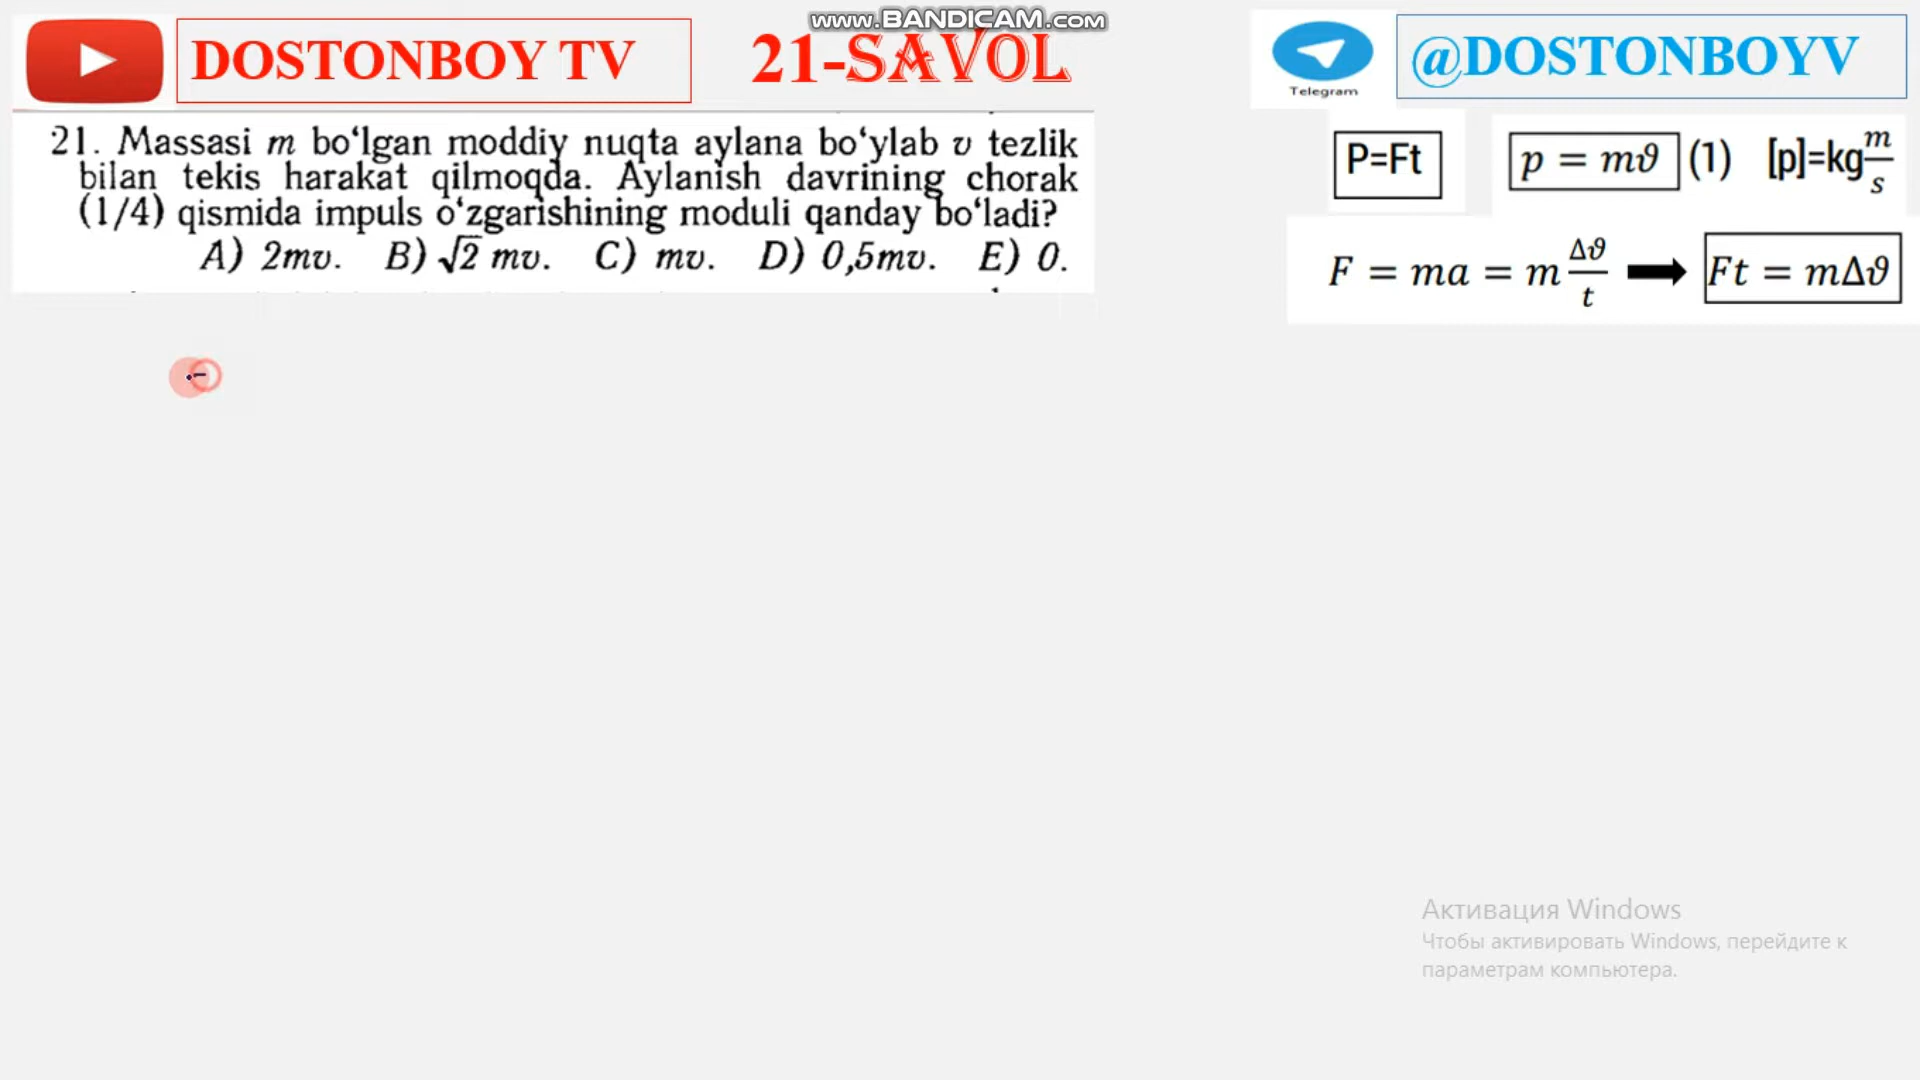 www.BANDICAM.com
DOSTONBOY TV
21-SAVOL
Telegram
@DOSTONBOYV
21. Massasi m bo‘lgan moddiy nuqta aylana bo‘ylab v tezlik
bilan tekis harakat qilmoqda. Aylanish davrining chorak
(1/4) qismida impuls o‘zgarishining moduli qanday bo‘ladi?
A) 2mv. B) √2 mv. C) mv. D) 0,5mv. E) 0.
P=Ft
p = mϑ (1) [p]=kg m/s
F = ma = m Δϑ/t ➡ Ft = mΔϑ
Активация Windows
Чтобы активировать Windows, перейдите к
параметрам компьютера.